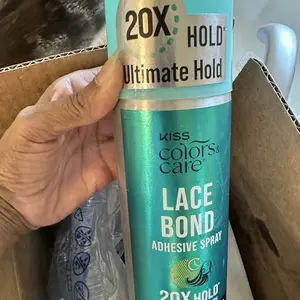 20X HOLD*
Ultimate Hold
KISS
colors &
care
LACE
BOND
ADHESIVE SPRAY
20X HOLD*